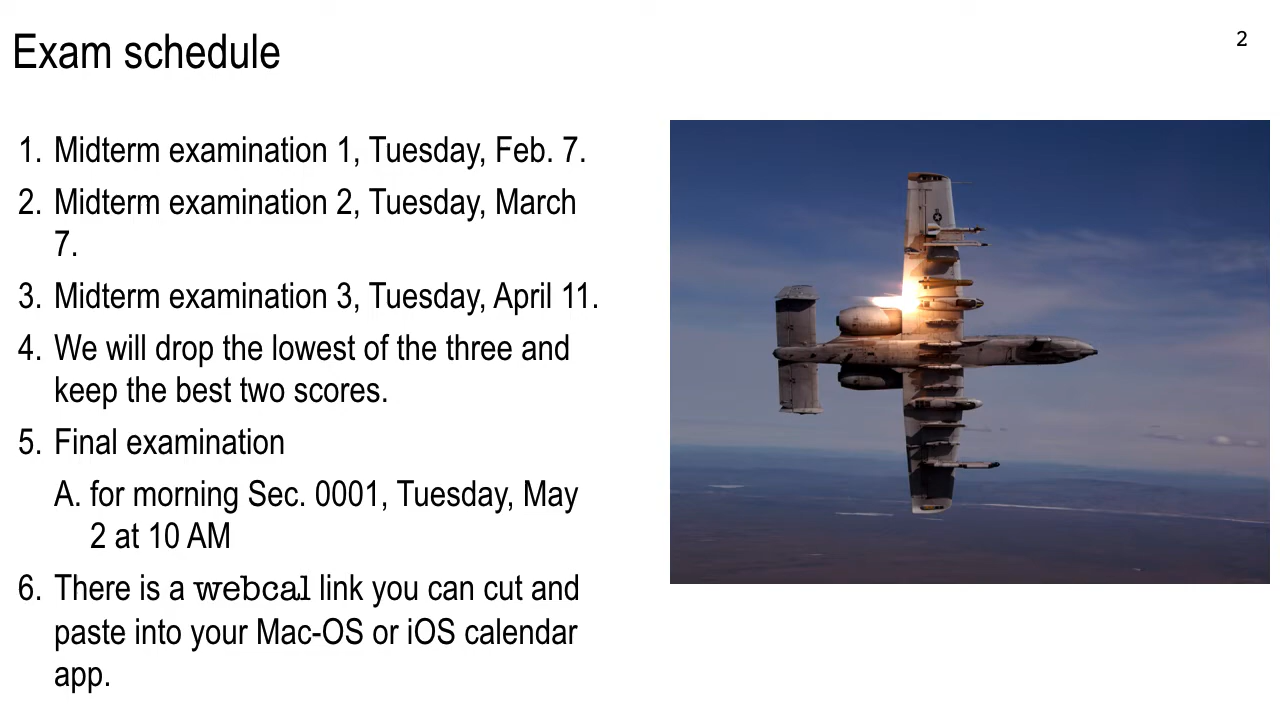 Exam schedule
2
1. Midterm examination 1, Tuesday, Feb. 7.
2. Midterm examination 2, Tuesday, March
7.
3. Midterm examination 3, Tuesday, April 11.
4. We will drop the lowest of the three and
keep the best two scores.
5. Final examination
A. for morning Sec. 0001, Tuesday, May
2 at 10 AM
6. There is a webcal link you can cut and
paste into your Mac-OS or iOS calendar
app.